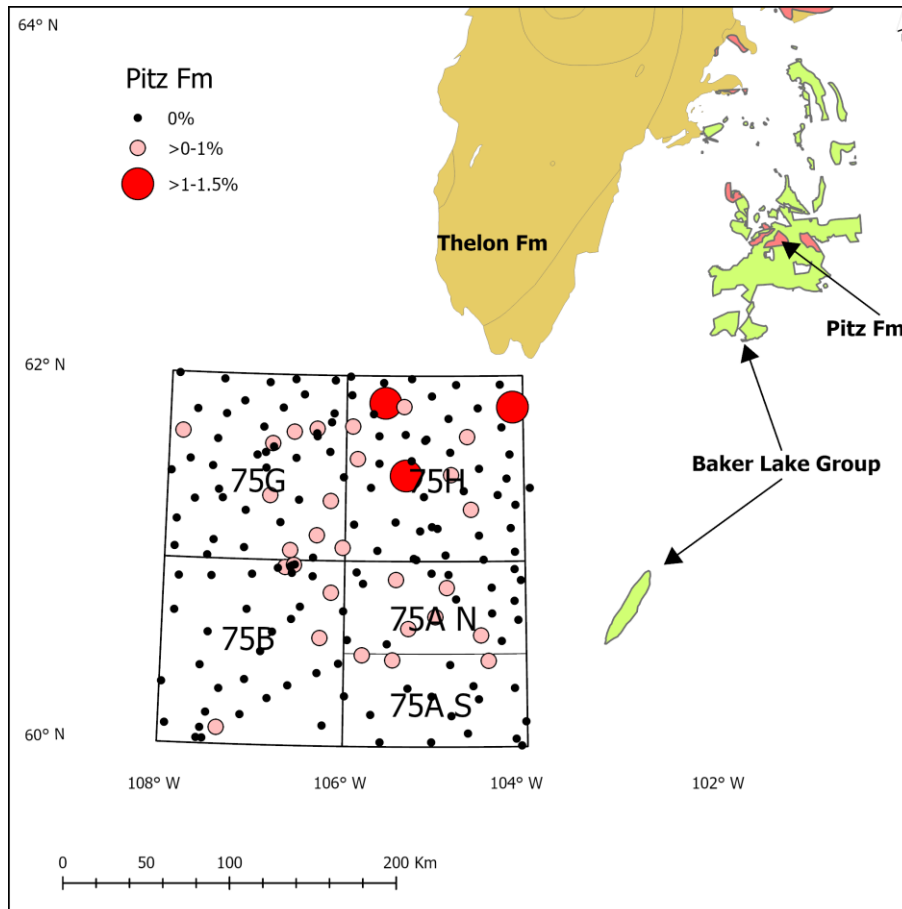 64° N
Pitz Fm
0%
>0-1%
>1-1.5%
Thelon Fm
Pitz Fm
62° N
Baker Lake Group
75G
75H
75A N
75B
75A S
60° N
108° W
106° W
104° W
102° W
0
50
100
200 Km